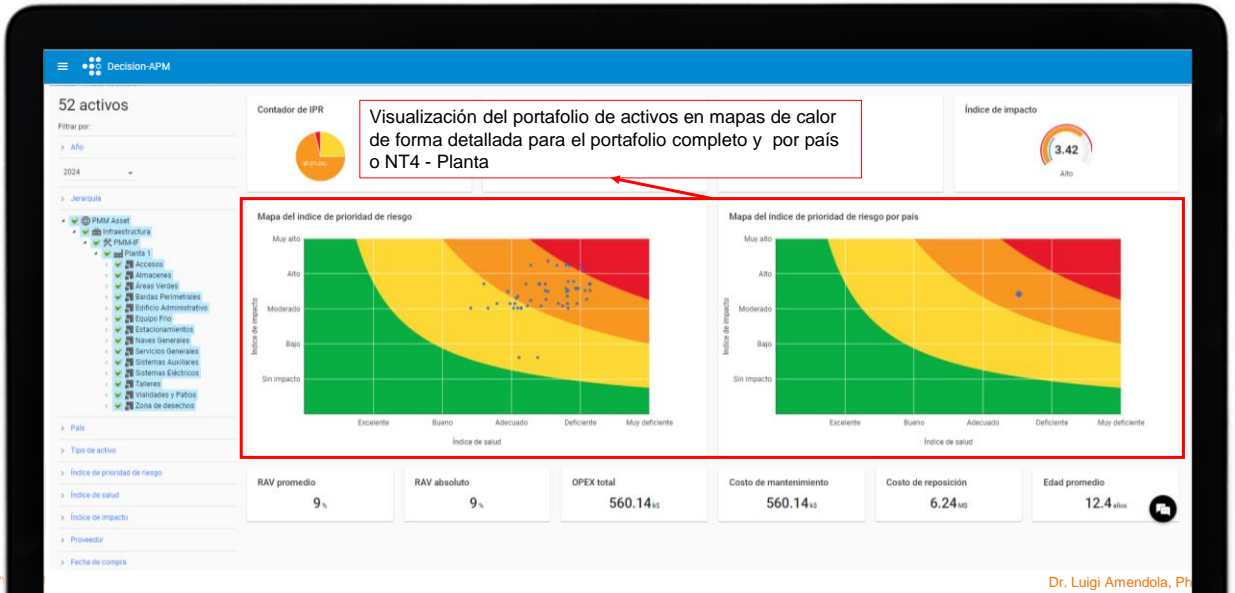 Decision-APM
52 activos
Filtrar por:
Año
2024
Jerarquía
PMM Asset
Infraestructura
PMM-IF
Planta 1
Accesos
Almacenes
Áreas Verdes
Bardas Perimetrales
Edificio Administrativo
Equipo Frio
Estacionamientos
Naves Generales
Servicios Generales
Sistemas Auxiliares
Sistemas Eléctricos
Talleres
Vialidades y Patios
Zona de desechos
País
Tipo de activo
Índice de prioridad de riesgo
Índice de salud
Índice de impacto
Proveedor
Fecha de compra
Contador de IPR
Visualización del portafolio de activos en mapas de calor
de forma detallada para el portafolio completo y por país
o NT4 - Planta
Índice de impacto
3.42
Alto
Mapa del índice de prioridad de riesgo
Muy alto
Alto
Moderado
Bajo
Sin impacto
Índice de impacto
Excelente Bueno Adecuado Deficiente Muy deficiente
Índice de salud
Mapa del índice de prioridad de riesgo por país
Muy alto
Alto
Moderado
Bajo
Sin impacto
Índice de impacto
Excelente Bueno Adecuado Deficiente Muy deficiente
Índice de salud
RAV promedio
9 %
RAV absoluto
9 %
OPEX total
560.14 k$
Costo de mantenimiento
560.14 k$
Costo de reposición
6.24 M$
Edad promedio
12.4 años
Dr. Luigi Amendola, Ph